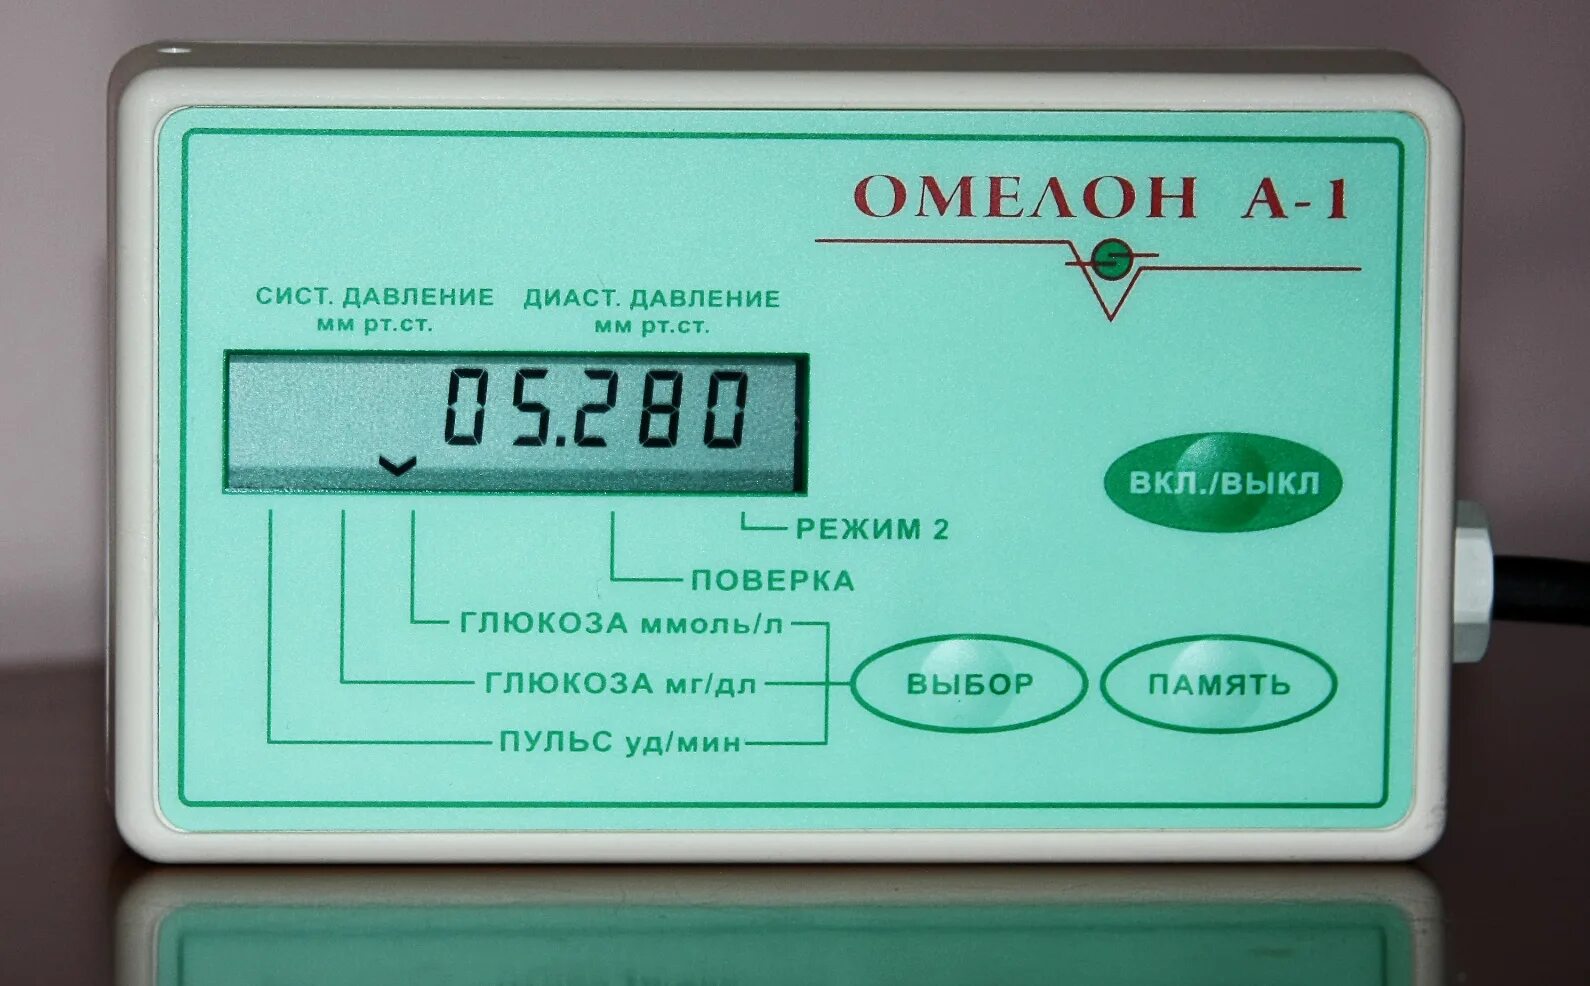 ОМЕЛОН А-1
СИСТ. ДАВЛЕНИЕ ДИАСТ. ДАВЛЕНИЕ
мм рт.ст. мм рт.ст.
05.280
ВКЛ./ВЫКЛ
РЕЖИМ 2
ПОВЕРКА
ГЛЮКОЗА ммоль/л
ГЛЮКОЗА мг/дл
ВЫБОР
ПАМЯТЬ
ПУЛЬС уд/мин